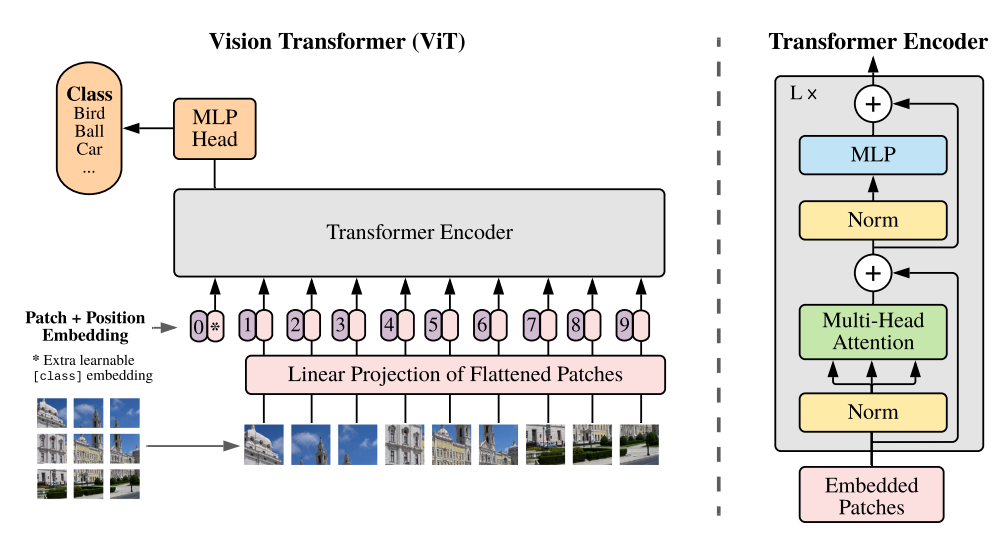 Vision Transformer (ViT)
Class
Bird
Ball
Car
...
MLP
Head
Transformer Encoder
Patch + Position
Embedding
* Extra learnable
[class] embedding
0 * 1 2 3 4 5 6 7 8 9
Linear Projection of Flattened Patches
Transformer Encoder
L ×
+
MLP
Norm
+
Multi-Head
Attention
Norm
Embedded
Patches